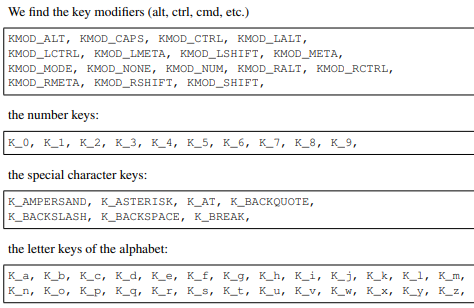 We find the key modifiers (alt, ctrl, cmd, etc.)
KMOD_ALT, KMOD_CAPS, KMOD_CTRL, KMOD_LALT,
KMOD_LCTRL, KMOD_LMETA, KMOD_LSHIFT, KMOD_META,
KMOD_MODE, KMOD_NONE, KMOD_NUM, KMOD_RALT, KMOD_RCTRL,
KMOD_RMETA, KMOD_RSHIFT, KMOD_SHIFT,
the number keys:
K_0, K_1, K_2, K_3, K_4, K_5, K_6, K_7, K_8, K_9,
the special character keys:
K_AMPERSAND, K_ASTERISK, K_AT, K_BACKQUOTE,
K_BACKSLASH, K_BACKSPACE, K_BREAK,
the letter keys of the alphabet:
K_a, K_b, K_c, K_d, K_e, K_f, K_g, K_h, K_i, K_j, K_k, K_l, K_m,
K_n, K_o, K_p, K_q, K_r, K_s, K_t, K_u, K_v, K_w, K_x, K_y, K_z,